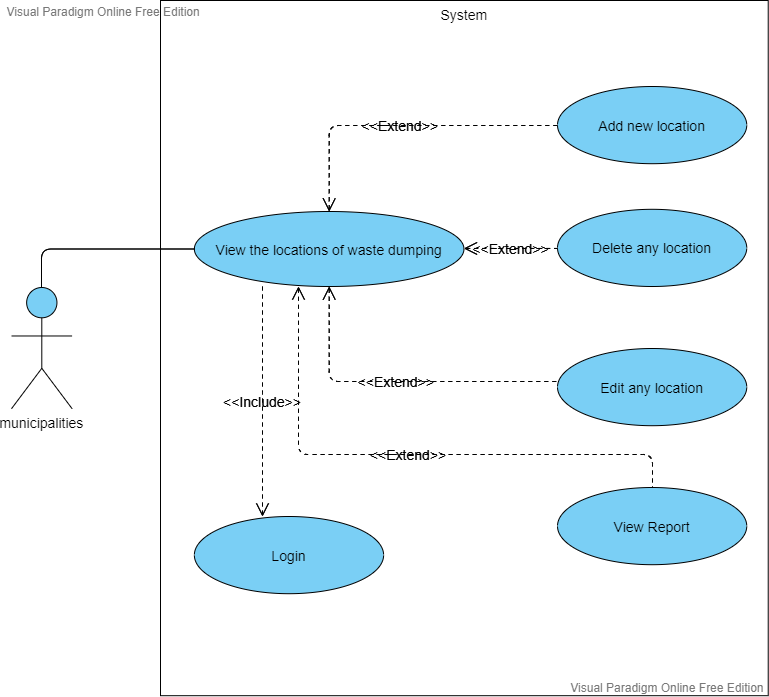 Visual Paradigm Online Free Edition
System
<<Extend>>
Add new location
View the locations of waste dumping
<<Extend>>
Delete any location
<<Extend>>
Edit any location
<<Include>>
municipalities
<<Extend>>
View Report
Login
Visual Paradigm Online Free Edition